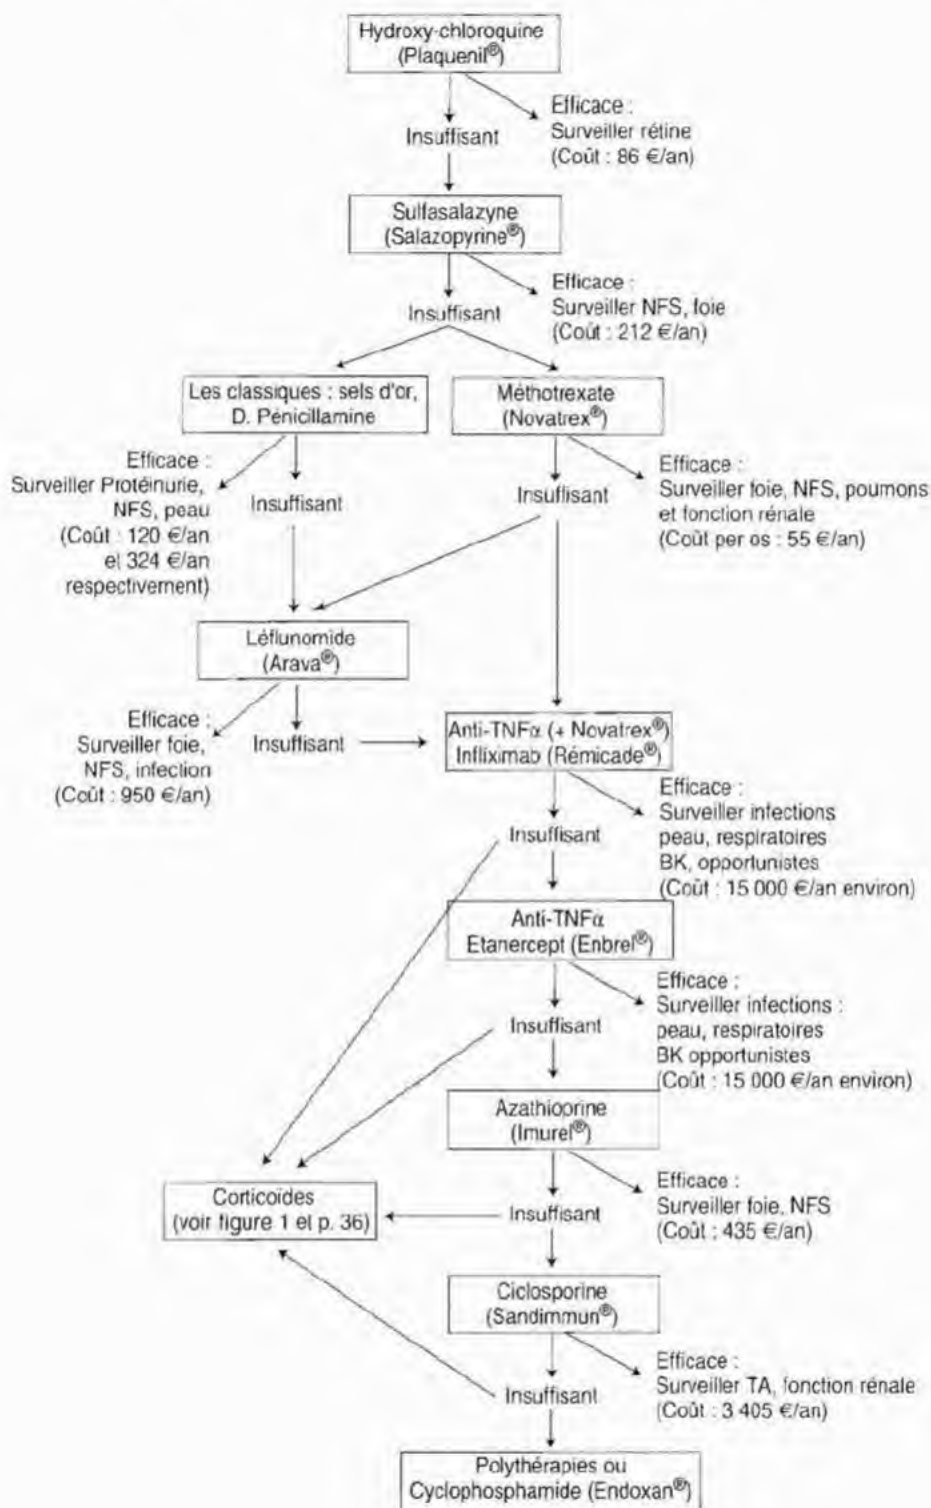 Hydroxy-chloroquine
(Plaquenil®)
Efficace :
Surveiller rétine
(Coût : 86 €/an)
Insuffisant
Sulfasalazyne
(Salazopyrine®)
Efficace :
Surveiller NFS, foie
(Coût : 212 €/an)
Insuffisant
Les classiques : sels d'or,
D. Pénicillamine
Méthotrexate
(Novatrex®)
Efficace :
Surveiller Protéinurie,
NFS, peau
(Coût : 120 €/an
et 324 €/an
respectivement)
Insuffisant
Insuffisant
Efficace :
Surveiller foie, NFS, poumons
et fonction rénale
(Coût per os : 55 €/an)
Léflunomide
(Arava®)
Efficace :
Surveiller foie,
NFS, infection
(Coût : 950 €/an)
Insuffisant
Anti-TNFα (+ Novatrex®)
Infliximab (Rémicade®)
Efficace :
Surveiller infections
peau, respiratoires
BK, opportunistes
(Coût : 15 000 €/an environ)
Insuffisant
Anti-TNFα
Etanercept (Enbrel®)
Efficace :
Surveiller infections :
peau, respiratoires
BK opportunistes
(Coût : 15 000 €/an environ)
Insuffisant
Azathioprine
(Imurel®)
Efficace :
Surveiller foie, NFS
(Coût : 435 €/an)
Corticoïdes
(voir figure 1 et p. 36)
Insuffisant
Ciclosporine
(Sandimmun®)
Efficace :
Surveiller TA, fonction rénale
(Coût : 3 405 €/an)
Insuffisant
Polythérapies ou
Cyclophosphamide (Endoxan®)